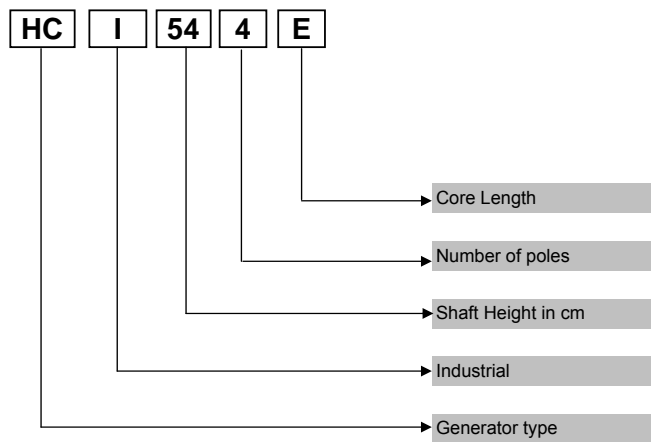 HC I 54 4 E
Core Length
Number of poles
Shaft Height in cm
Industrial
Generator type